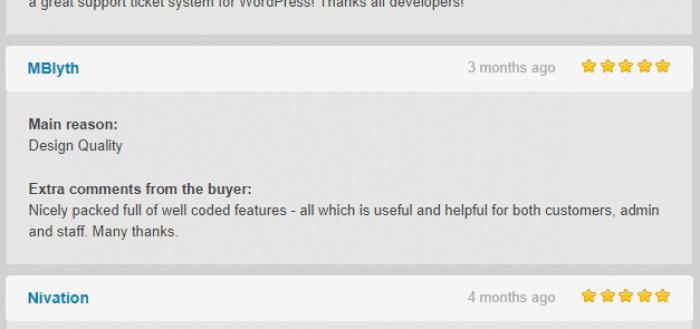 a great support ticket system for WordPress! Thanks all developers!
MBlyth 3 months ago
Main reason:
Design Quality
Extra comments from the buyer:
Nicely packed full of well coded features - all which is useful and helpful for both customers, admin
and staff. Many thanks.
Nivation 4 months ago